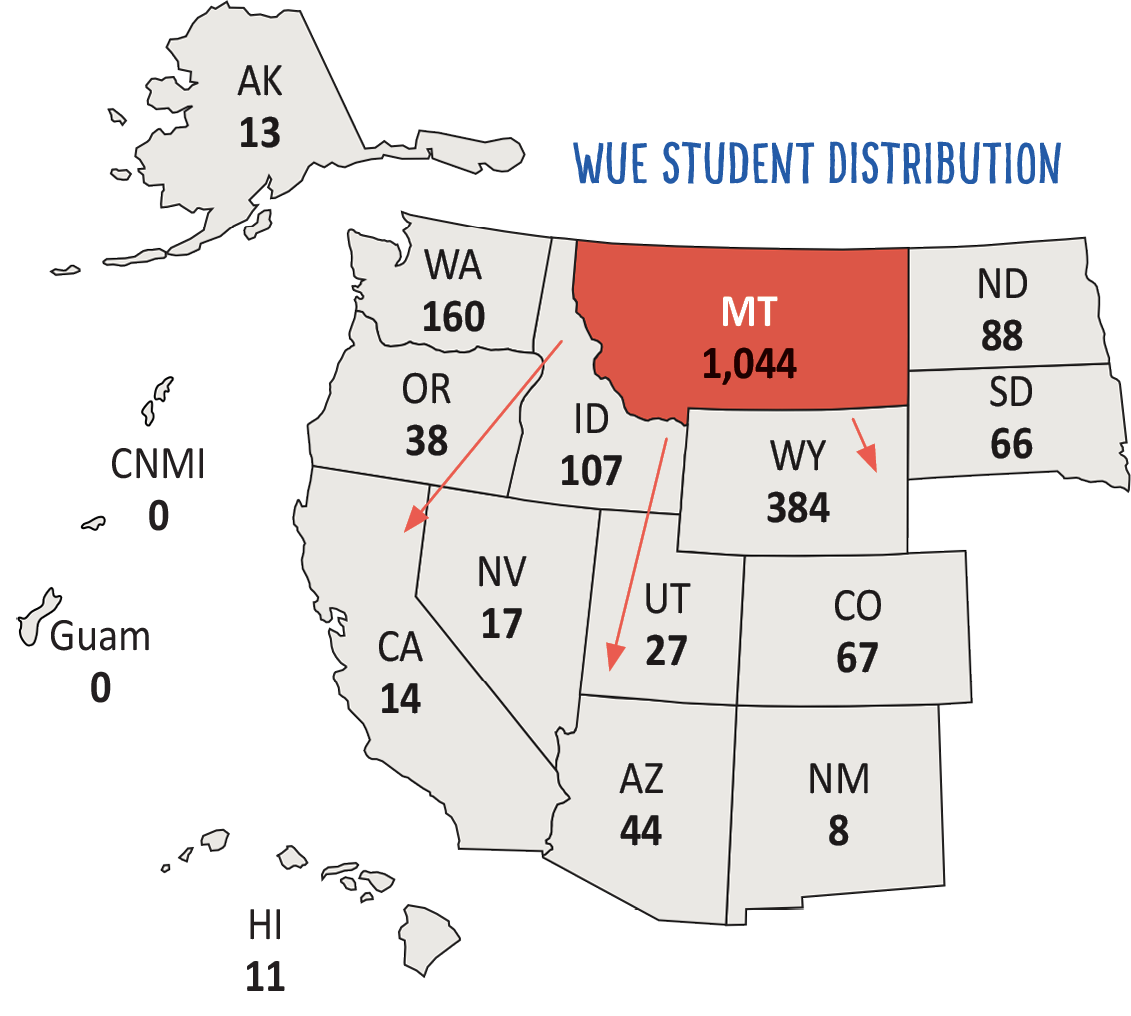 AK
13
WUE STUDENT DISTRIBUTION
WA
160
MT
1,044
ND
88
OR
38
ID
107
SD
66
WY
384
CNMI
0
NV
17
UT
27
CO
67
Guam
0
CA
14
AZ
44
NM
8
HI
11